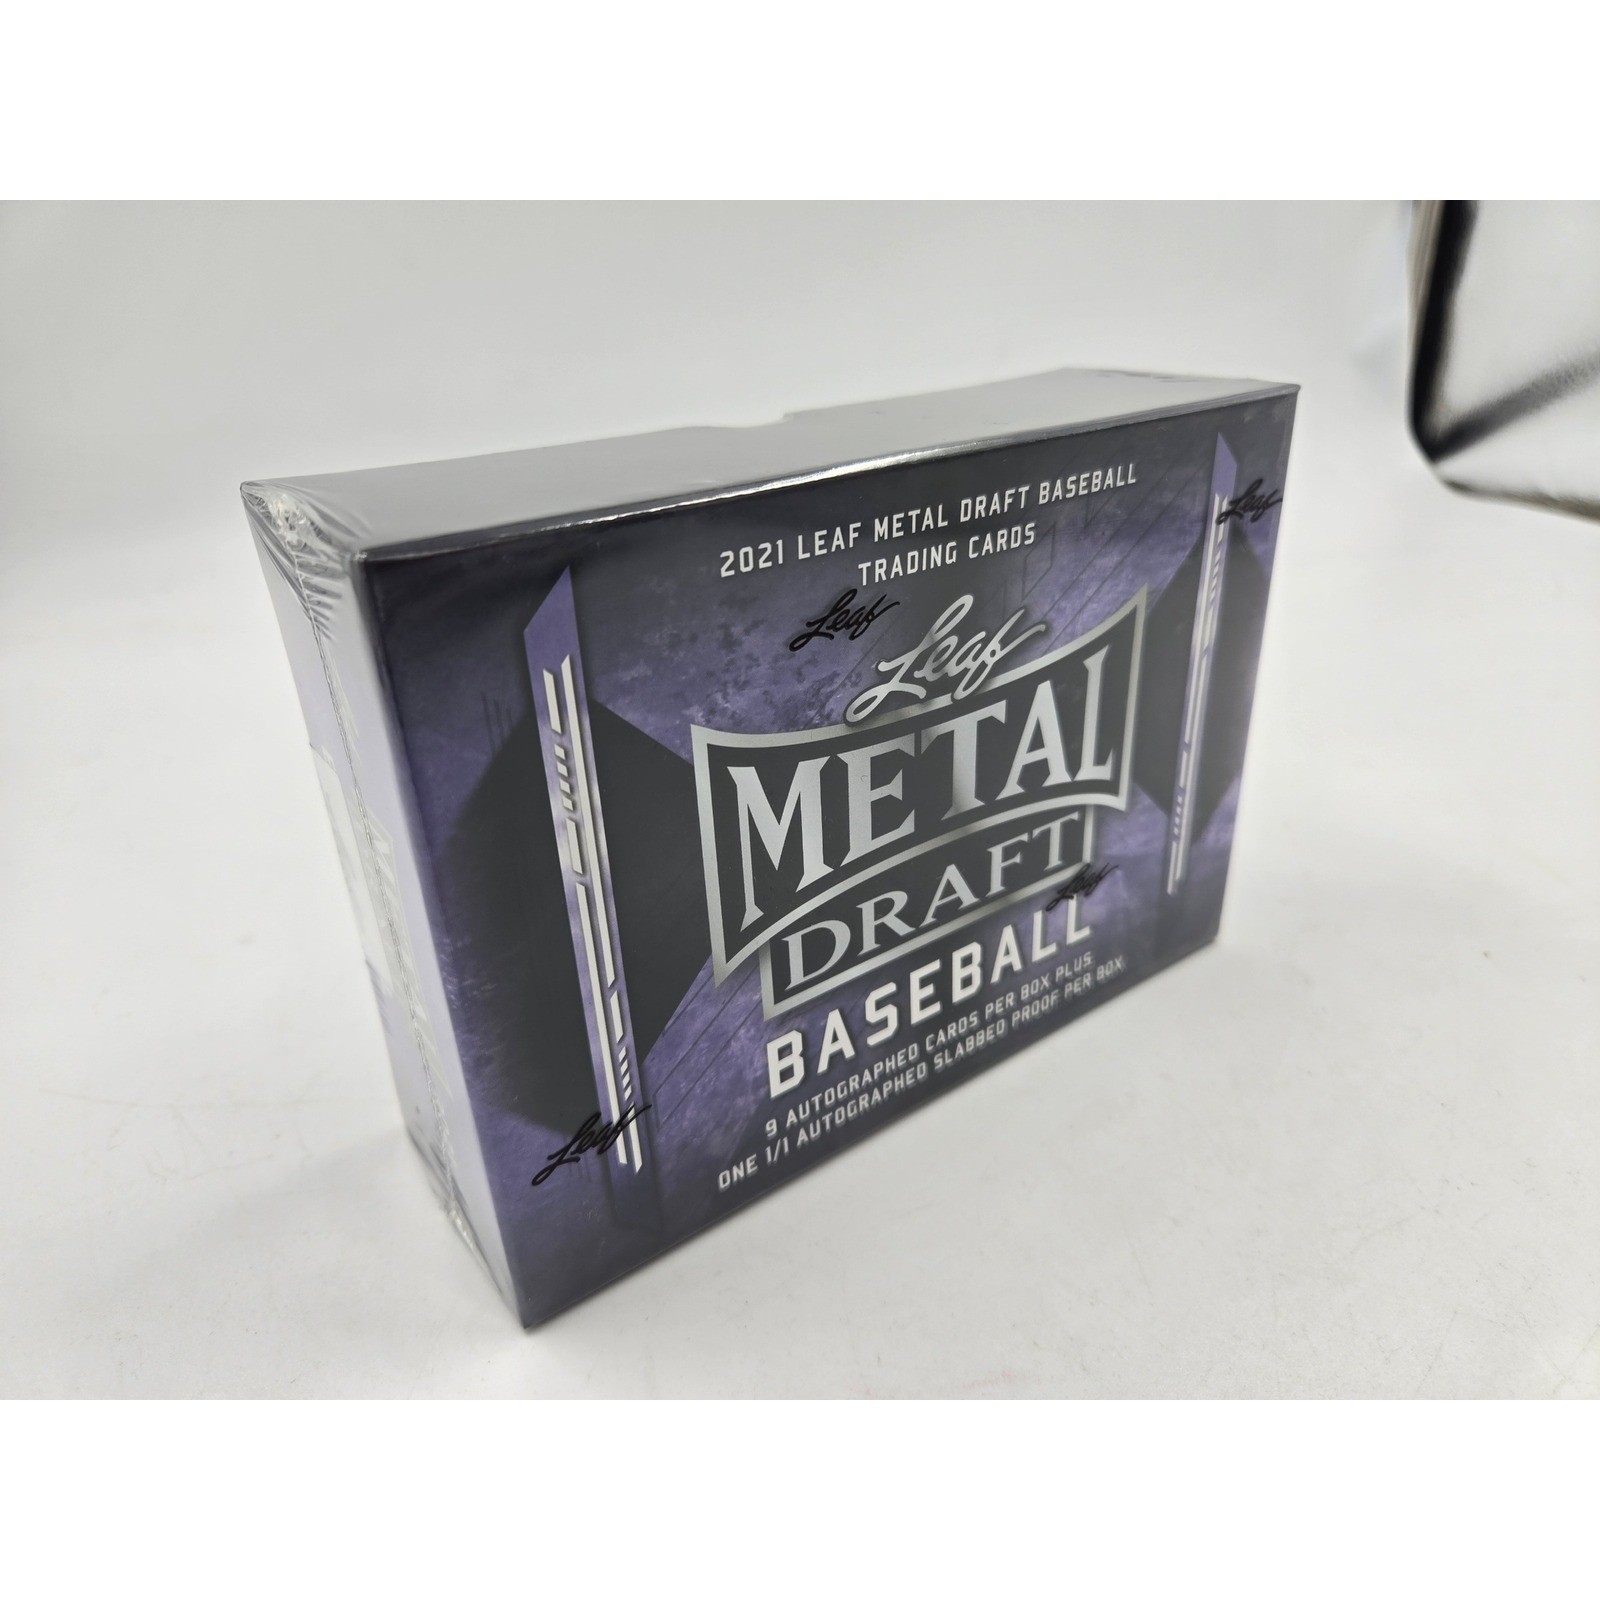 2021 LEAF METAL DRAFT BASEBALL
TRADING CARDS
Leaf
Leaf
Leaf
METAL
DRAFT
Leaf
BASEBALL
9 AUTOGRAPHED CARDS PER BOX PLUS
ONE 1/1 AUTOGRAPHED SLABBED PROOF PER BOX
Leaf